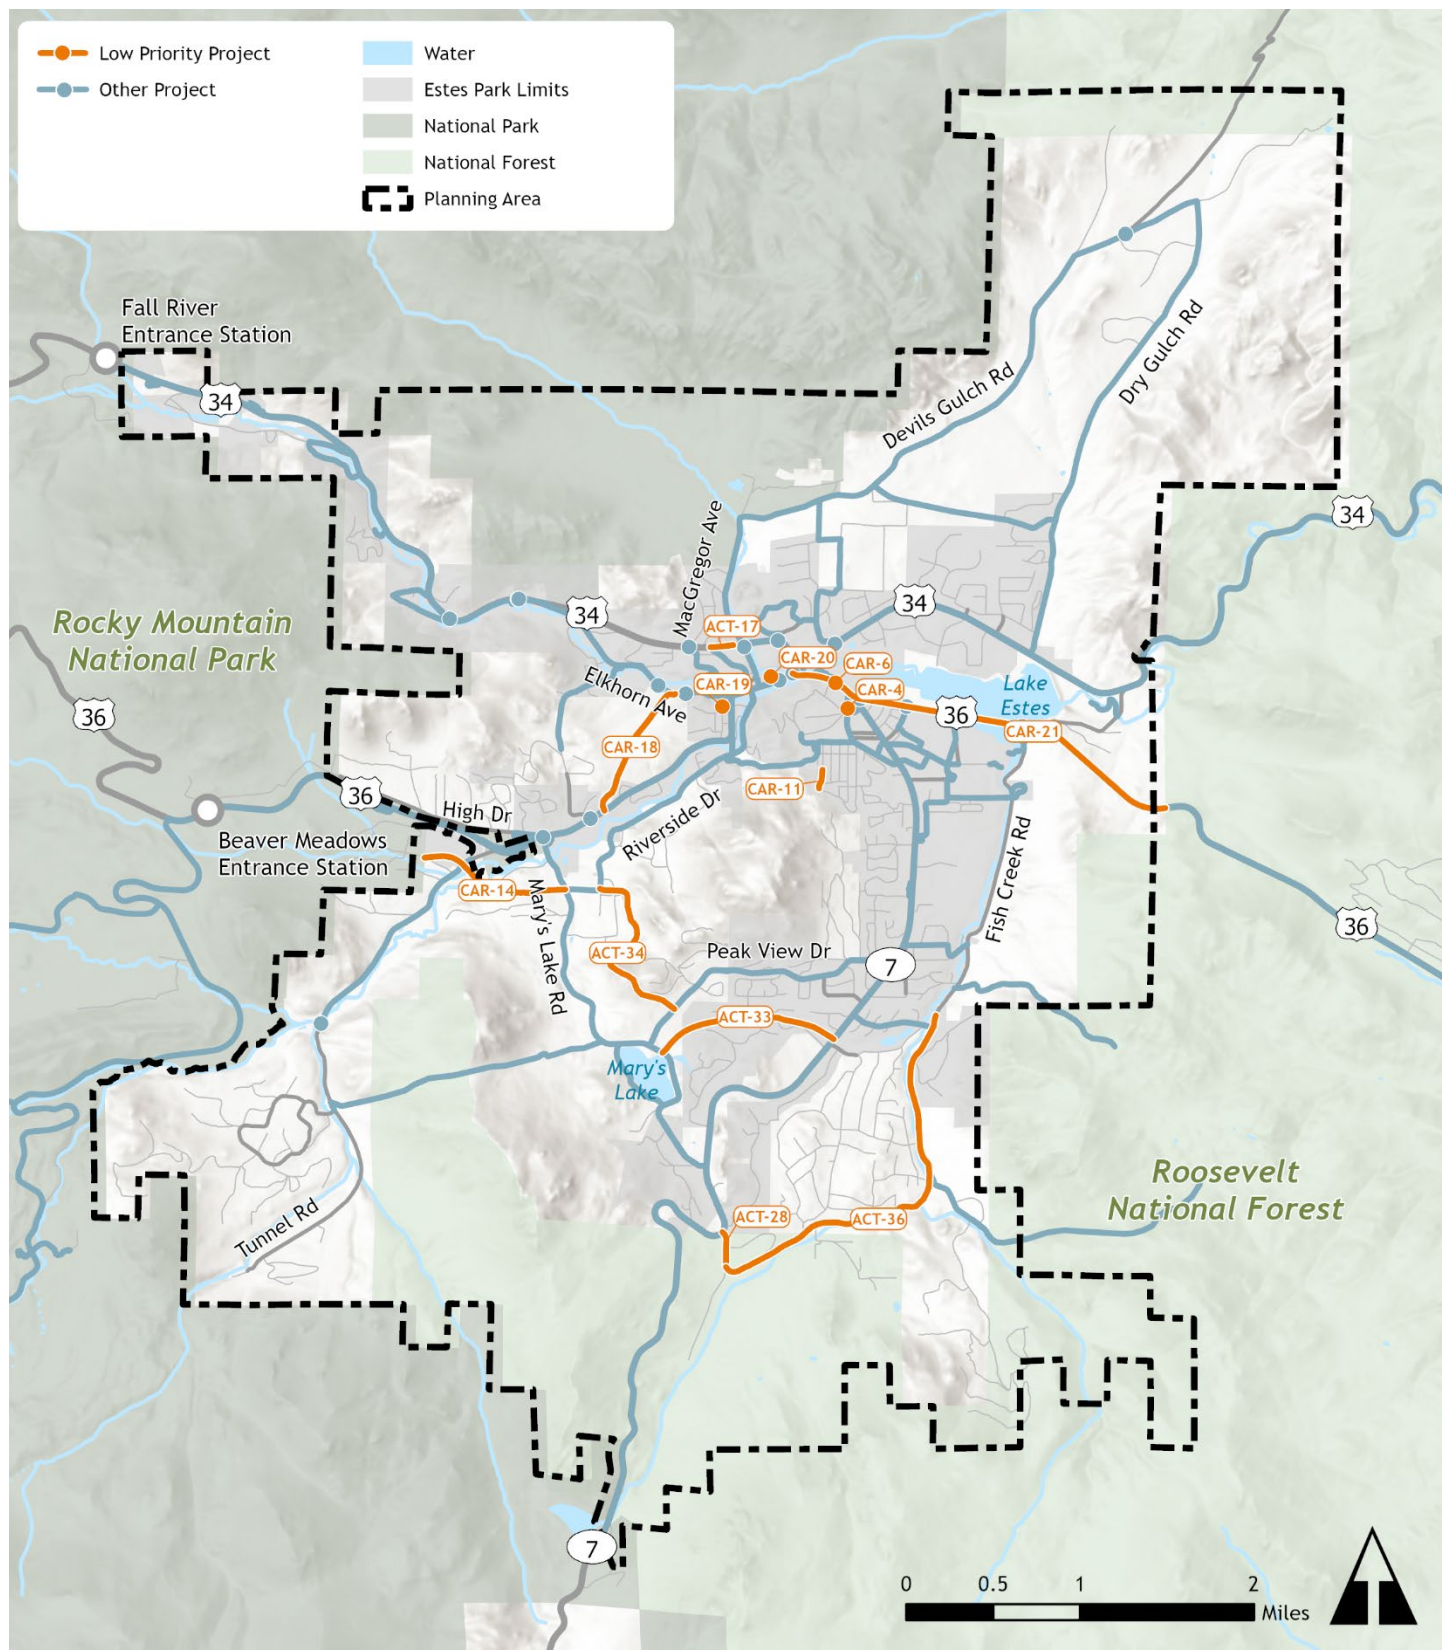 Low Priority Project
Other Project
Water
Estes Park Limits
National Park
National Forest
Planning Area
Fall River
Entrance Station
34
Devils Gulch Rd
Dry Gulch Rd
34
MacGregor Ave
34
34
Rocky Mountain
National Park
ACT-17
CAR-20
CAR-6
CAR-19
CAR-4
Elkhorn Ave
Lake
Estes
36
36
CAR-21
CAR-18
36
CAR-11
High Dr
Riverside Dr
Beaver Meadows
Entrance Station
CAR-14
Mary's Lake Rd
Fish Creek Rd
36
ACT-34
Peak View Dr
7
ACT-33
Mary's
Lake
Roosevelt
National Forest
Tunnel Rd
ACT-28
ACT-36
7
0 0.5 1 2
Miles